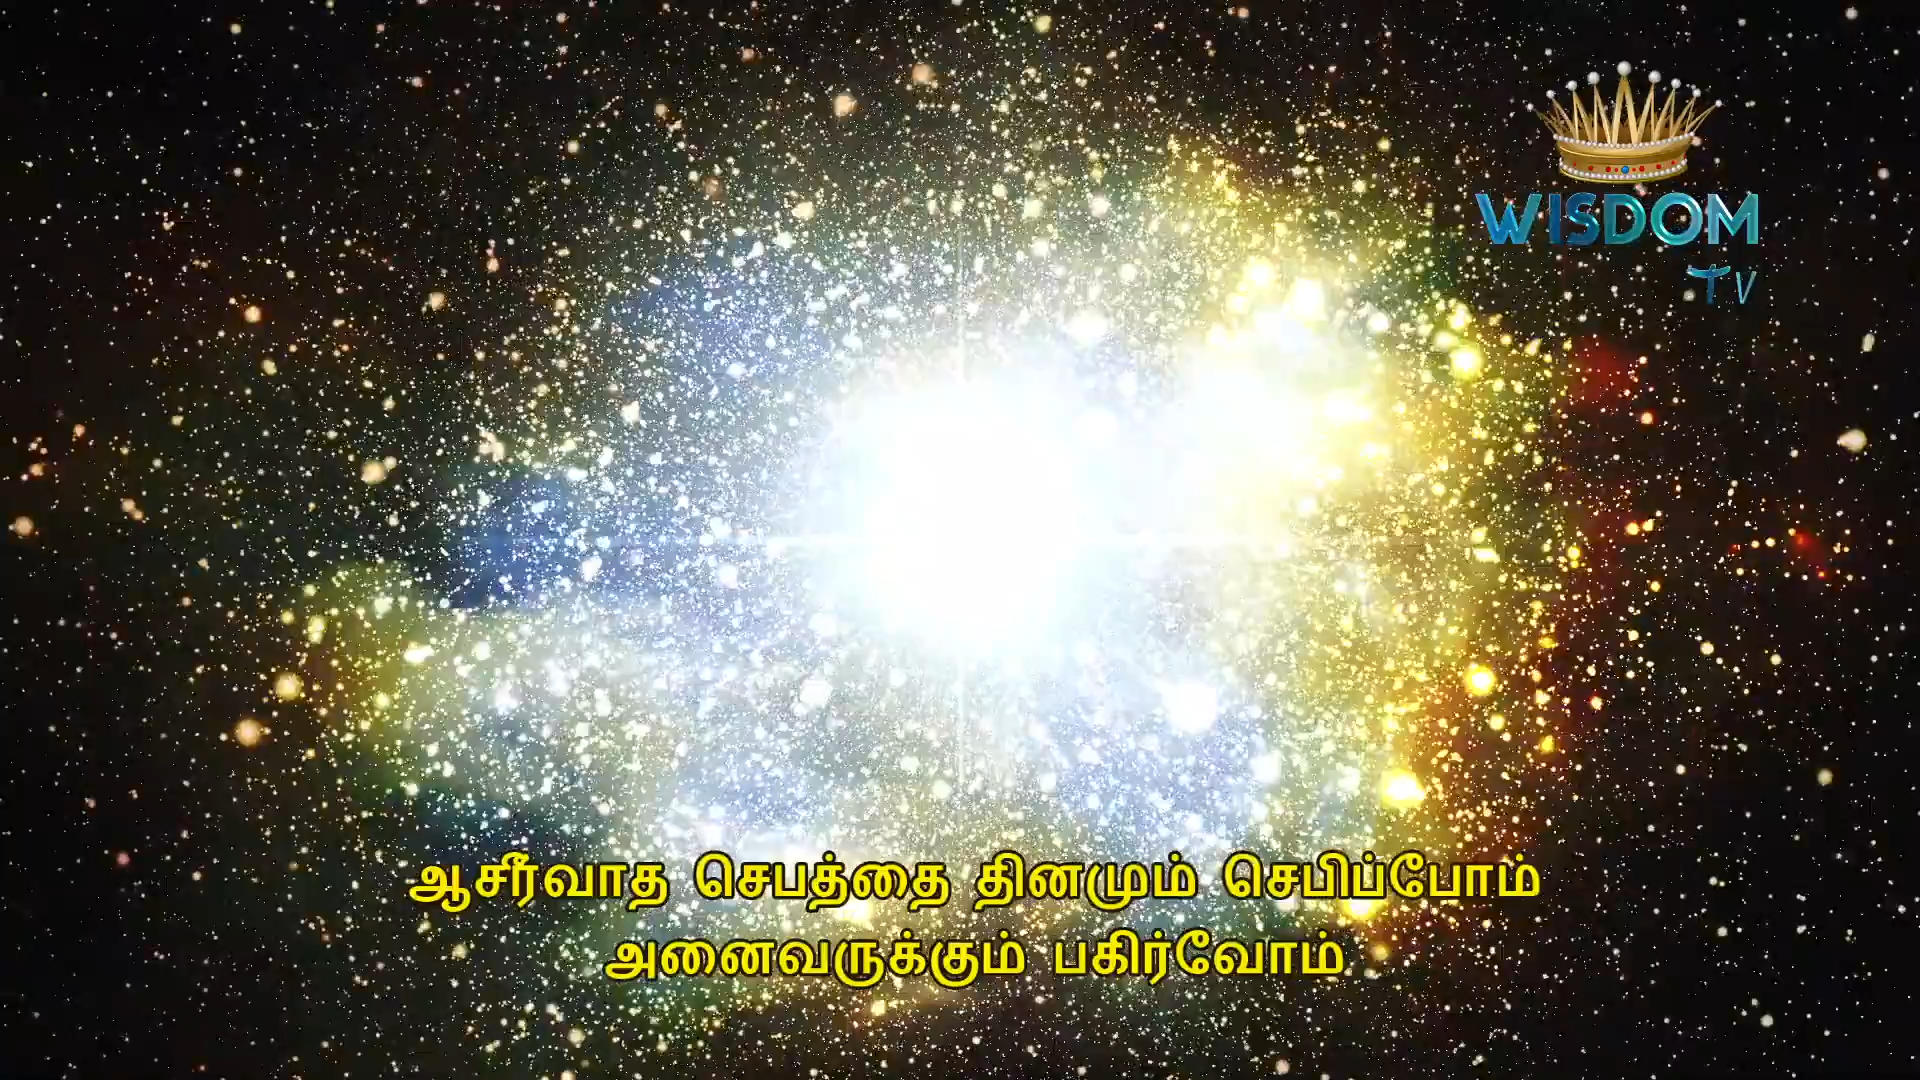 WISDOM
TV
ஆசீர்வாத செபத்தை தினமும் செபிப்போம்
அனைவருக்கும் பகிர்வோம்